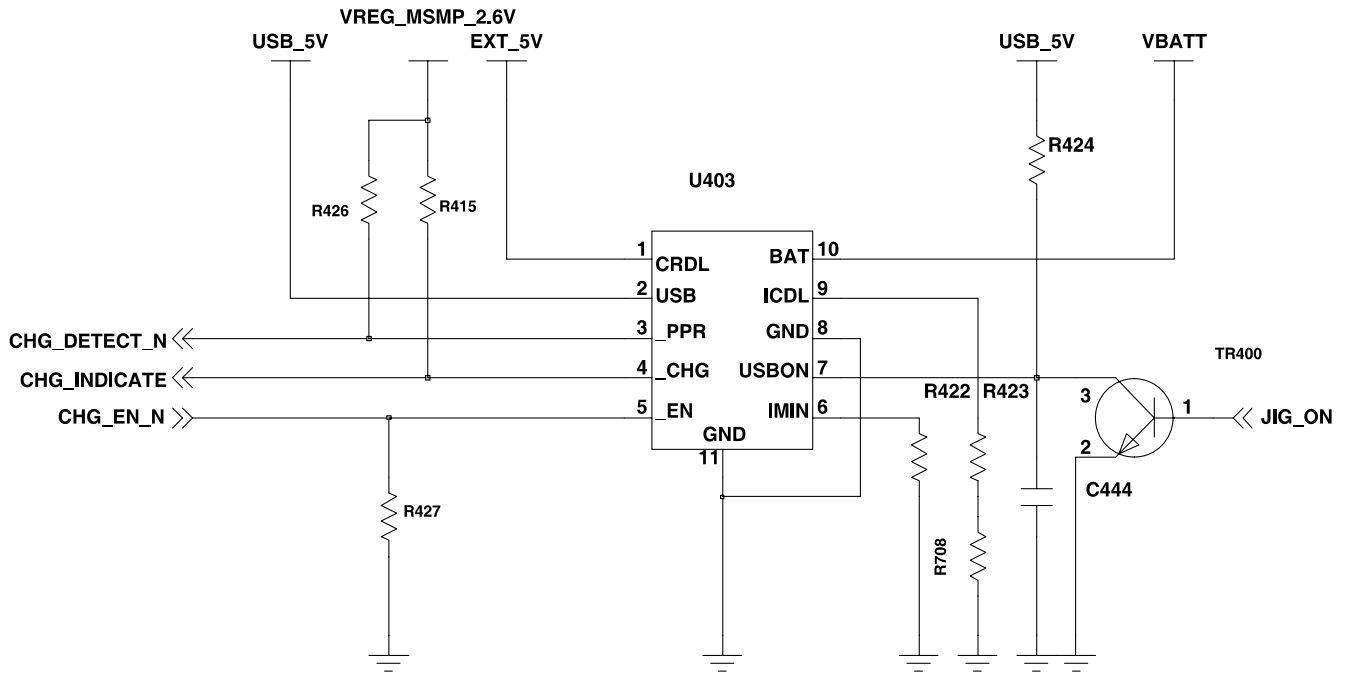 VREG_MSMP_2.6V
USB_5V
EXT_5V
USB_5V
VBATT
R424
U403
R426
R415
1
CRDL
BAT
10
2
USB
ICDL
9
CHG_DETECT_N
3
_PPR
GND
8
TR400
CHG_INDICATE
4
_CHG
USBON
7
R422
R423
3
1
JIG_ON
CHG_EN_N
5
_EN
IMIN
6
GND
11
2
C444
R427
R708